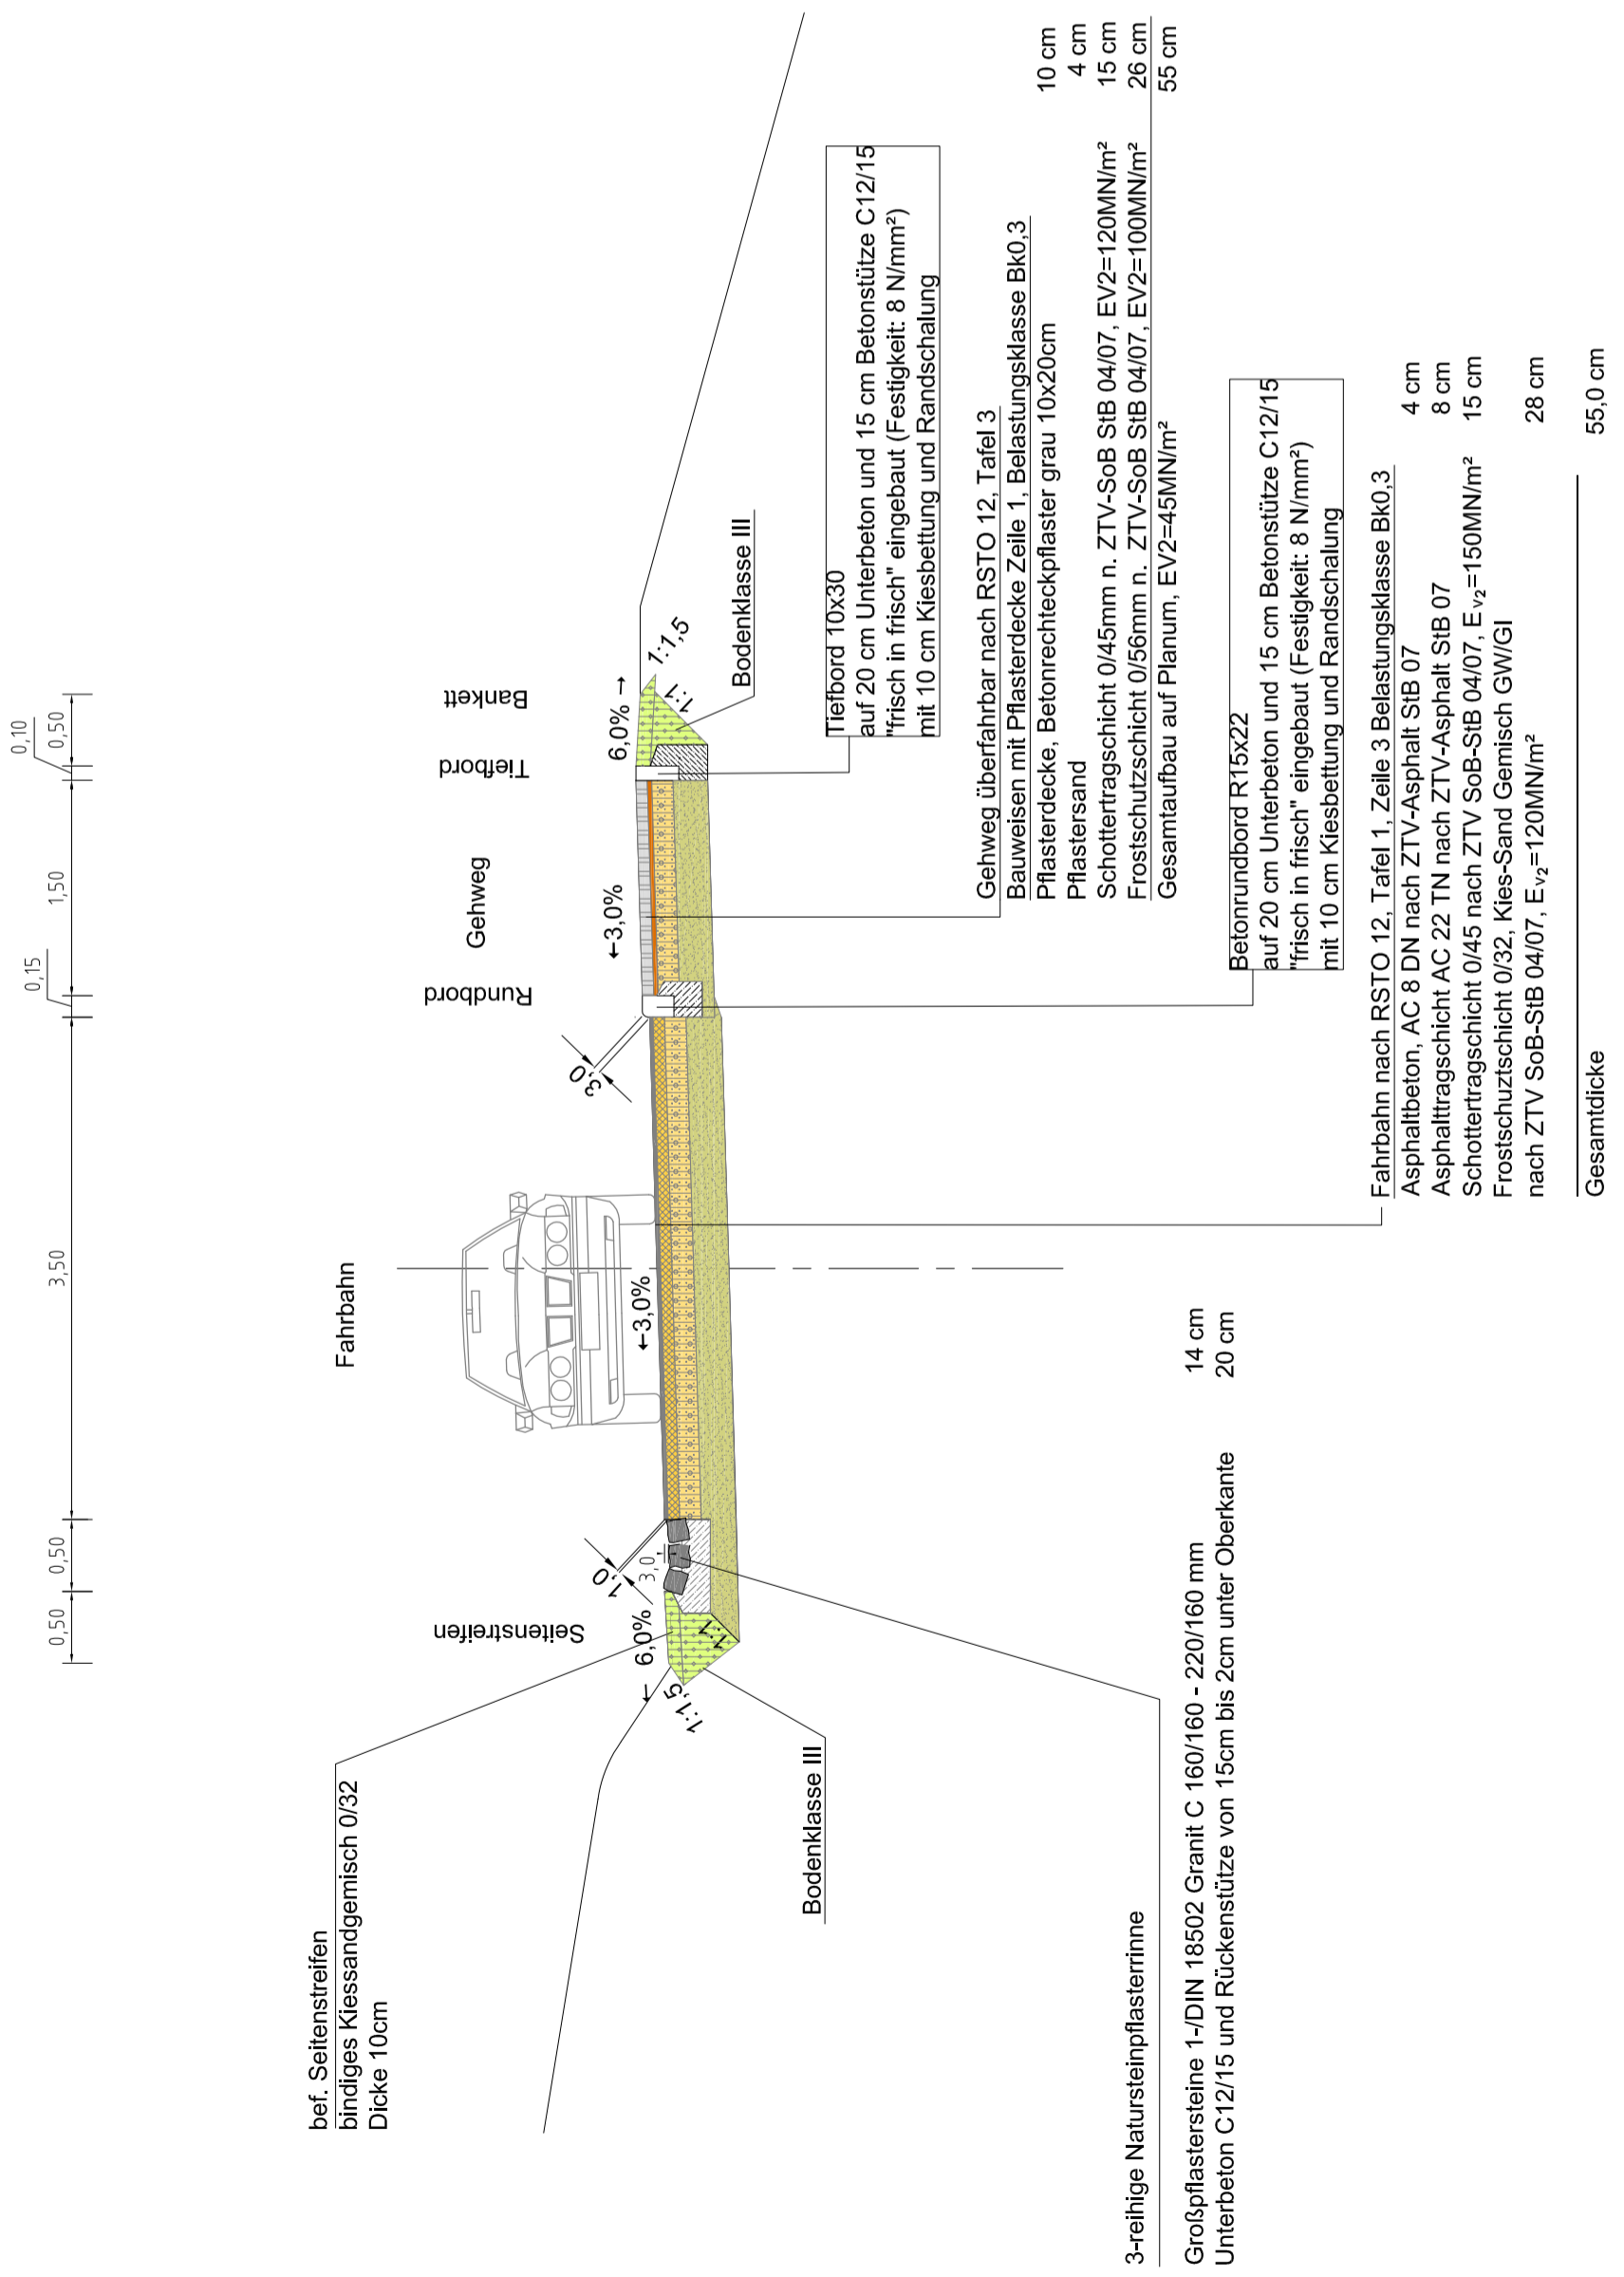 0,50
0,50
3,50
0,15
1,50
0,10
0,50
bef. Seitenstreifen
bindiges Kiessandgemisch 0/32
Dicke 10cm
Fahrbahn
Seitenstreifen
Rundbord
Gehweg
Tiefbord
Bankett
1:1,5
← 6,0%
1:1
1,0
3,0
←3,0%
3,0
←3,0%
6,0% →
1:1
1:1,5
Bodenklasse III
Bodenklasse III
Tiefbord 10x30
auf 20 cm Unterbeton und 15 cm Betonstütze C12/15
"frisch in frisch" eingebaut (Festigkeit: 8 N/mm²)
mit 10 cm Kiesbettung und Randschalung
Gehweg überfahrbar nach RSTO 12, Tafel 3
Bauweisen mit Pflasterdecke Zeile 1, Belastungsklasse Bk0,3
Pflasterdecke, Betonrechteckpflaster grau 10x20cm 10 cm
Pflastersand 4 cm
Schottertragschicht 0/45mm n. ZTV-SoB StB 04/07, EV2=120MN/m² 15 cm
Frostschutzschicht 0/56mm n. ZTV-SoB StB 04/07, EV2=100MN/m² 26 cm
Gesamtaufbau auf Planum, EV2=45MN/m² 55 cm
3-reihige Natursteinpflasterrinne
Großpflastersteine 1-/DIN 18502 Granit C 160/160 - 220/160 mm 14 cm
Unterbeton C12/15 und Rückenstütze von 15cm bis 2cm unter Oberkante 20 cm
Betonrundbord R15x22
auf 20 cm Unterbeton und 15 cm Betonstütze C12/15
"frisch in frisch" eingebaut (Festigkeit: 8 N/mm²)
mit 10 cm Kiesbettung und Randschalung
Fahrbahn nach RSTO 12, Tafel 1, Zeile 3 Belastungsklasse Bk0,3
Asphaltbeton, AC 8 DN nach ZTV-Asphalt StB 07 4 cm
Asphalttragschicht AC 22 TN nach ZTV-Asphalt StB 07 8 cm
Schottertragschicht 0/45 nach ZTV SoB-StB 04/07, Ev2=150MN/m² 15 cm
Frostschuztschicht 0/32, Kies-Sand Gemisch GW/GI
nach ZTV SoB-StB 04/07, Ev2=120MN/m² 28 cm
Gesamtdicke 55,0 cm